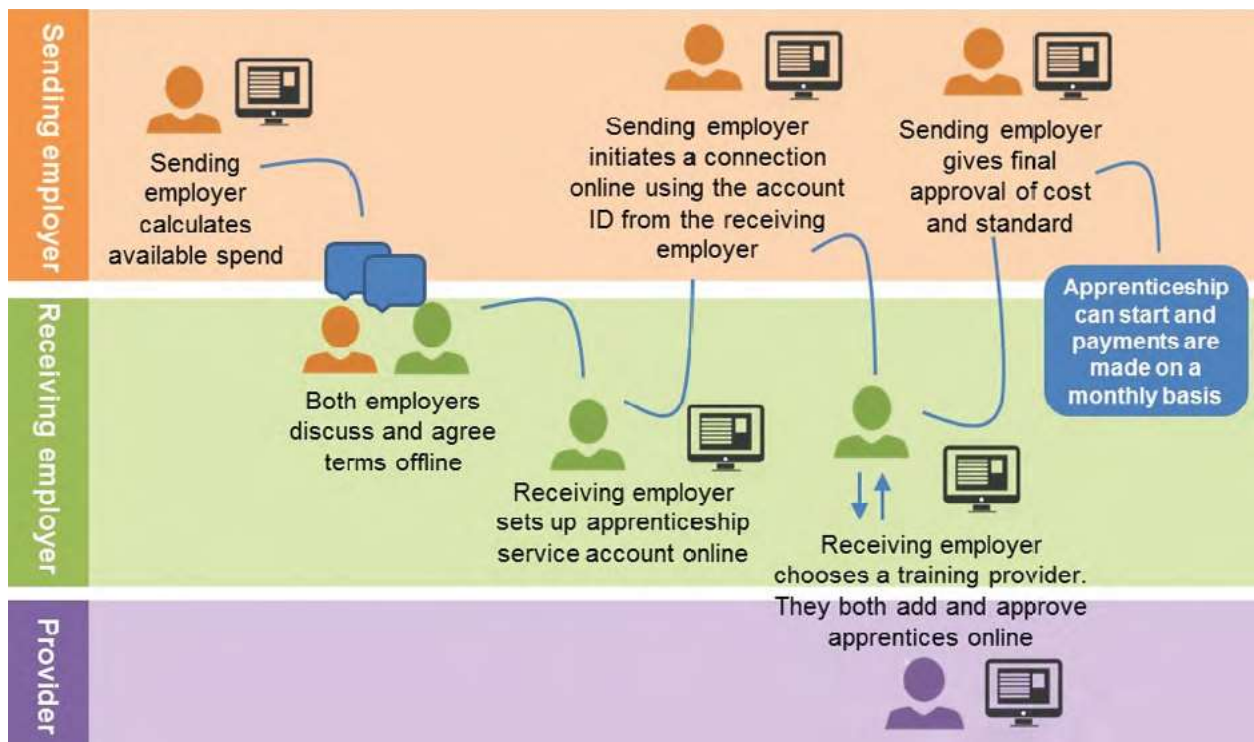 Sending employer
Sending
employer
calculates
available spend
Both employers
discuss and agree
terms offline
Receiving employer
sets up apprenticeship
service account online
Sending employer
initiates a connection
online using the account
ID from the receiving
employer
Receiving employer
chooses a training provider.
They both add and approve
apprentices online
Sending employer
gives final
approval of cost
and standard
Apprenticeship
can start and
payments are
made on a
monthly basis
Receiving employer
Provider